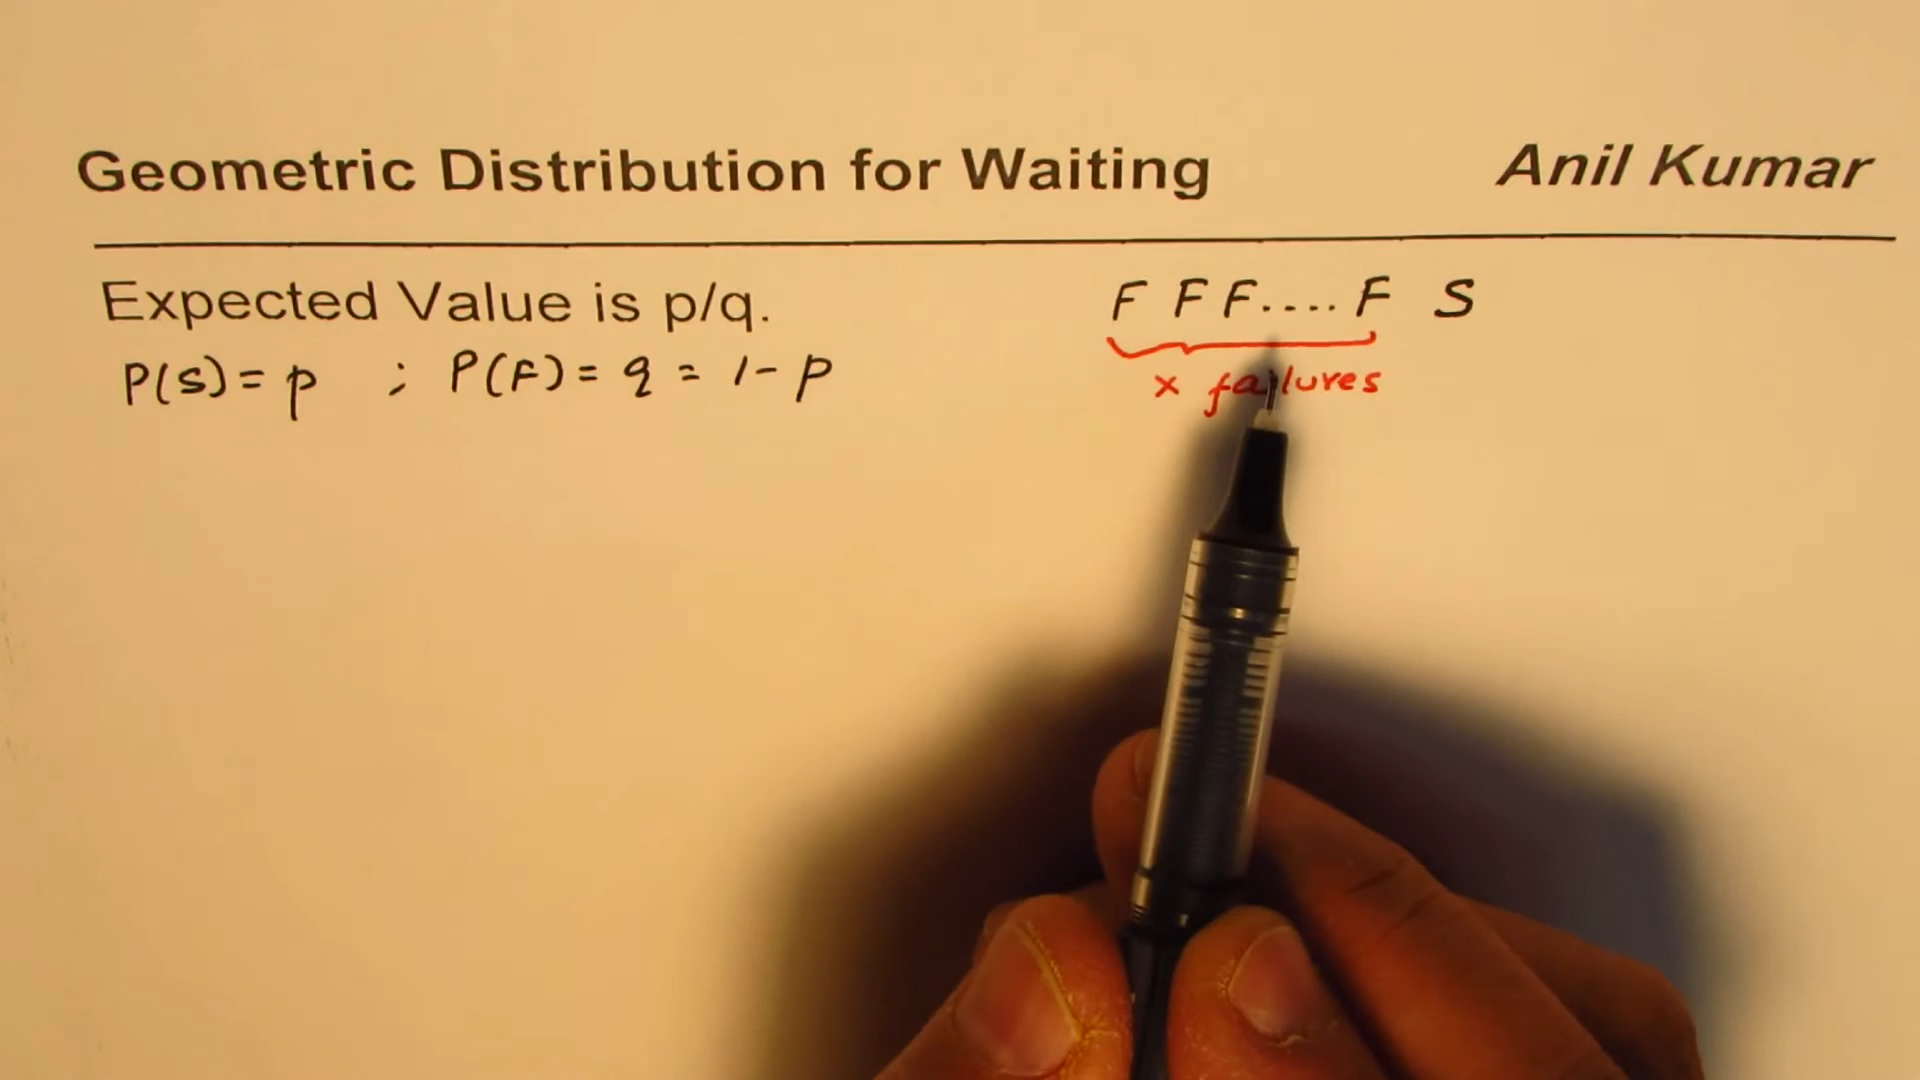 Geometric Distribution for Waiting
Anil Kumar
Expected Value is p/q.
F F F.... F S
P(S) = p ; P(F) = q = 1 - p
x failures